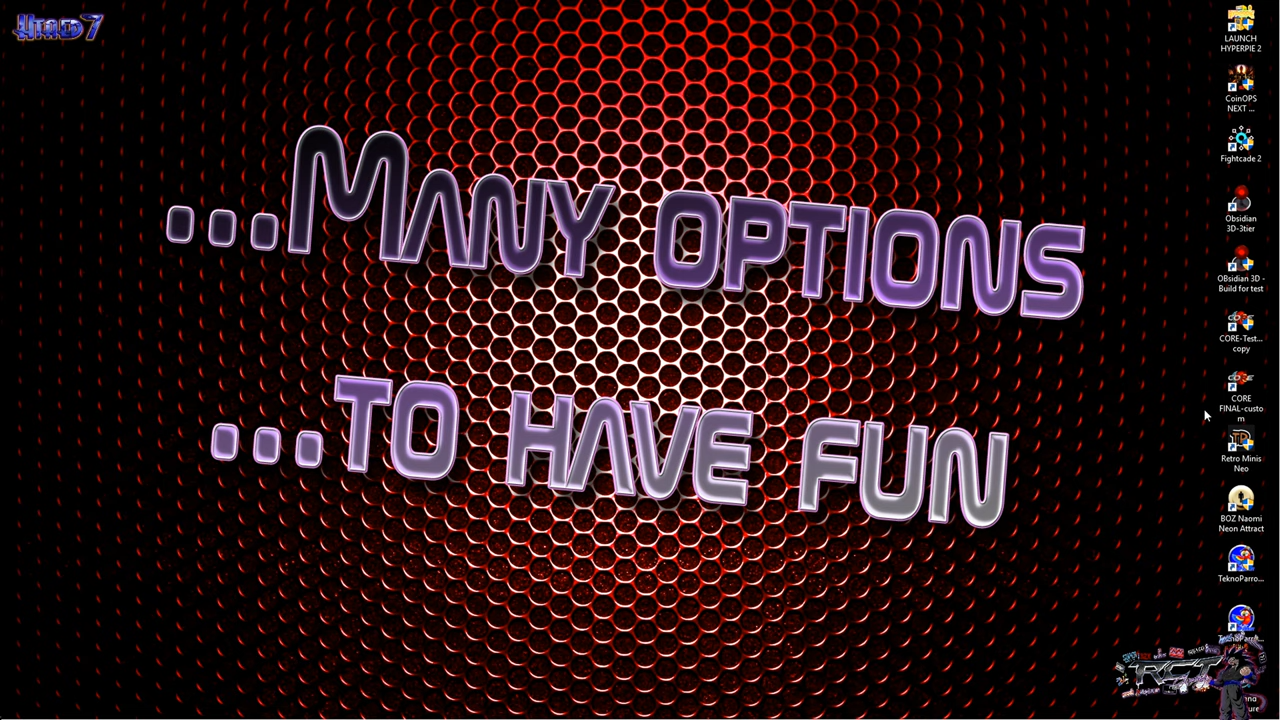 ...Many options
...to have fun
LAUNCH
HYPERPIE 2
CoinOPS
NEXT ...
Fightcade 2
Obsidian
3D-3tier
OBsidian 3D -
Build for test
CORE-Test...
copy
CORE
FINAL-custo
m
Retro Minis
Neo
BOZ Naomi
Neon Attract
TeknoParro...
RGT